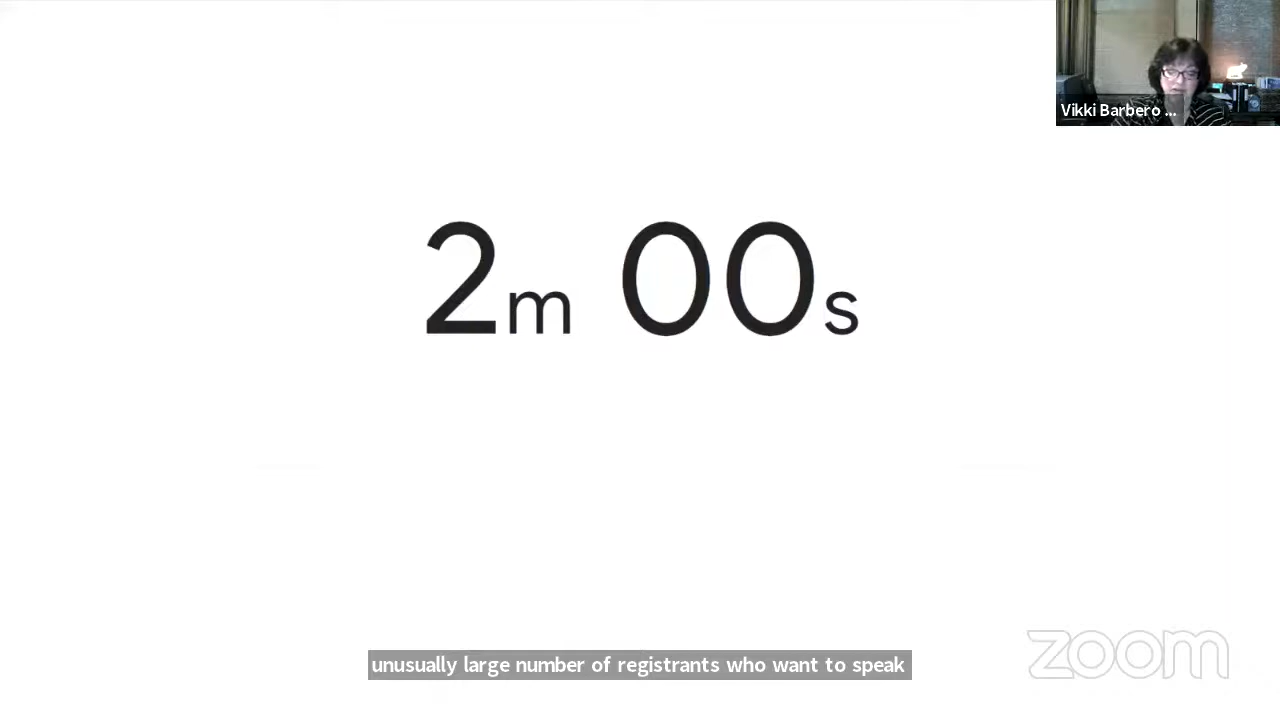 Vikki Barbero ...
2m 00s
unusually large number of registrants who want to speak
zoom